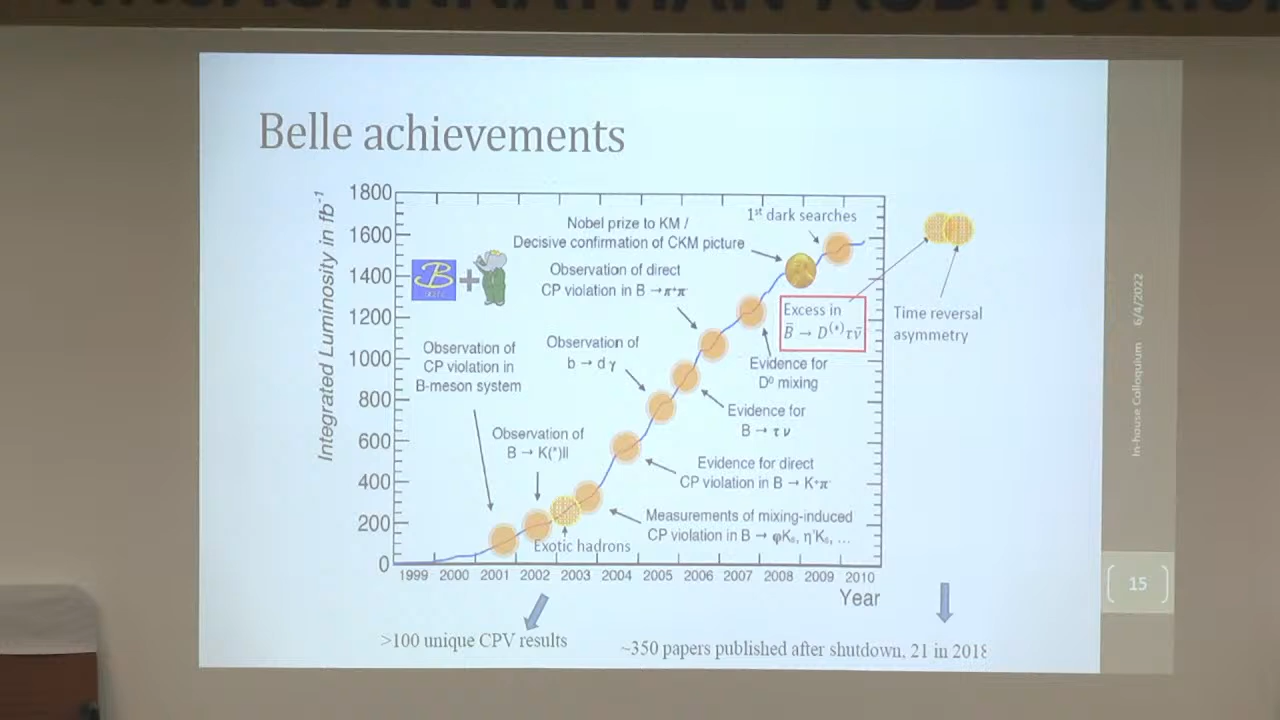 Belle achievements
Integrated Luminosity in fb⁻¹
1800
1600
1400
1200
1000
800
600
400
200
0
1999 2000 2001 2002 2003 2004 2005 2006 2007 2008 2009 2010
Year
B
Nobel prize to KM /
Decisive confirmation of CKM picture
1st dark searches
Observation of direct
CP violation in B → π⁺π⁻
Observation of
CP violation in
B-meson system
Observation of
b → d γ
Observation of
B → K(*)ll
Exotic hadrons
Excess in
B̄ → D⁽*⁾τν̄
Time reversal
asymmetry
Evidence for
D⁰ mixing
Evidence for
B → τ ν
Evidence for direct
CP violation in B → K⁺π⁻
Measurements of mixing-induced
CP violation in B → φKₛ, η'Kₛ, ...
>100 unique CPV results
~350 papers published after shutdown, 21 in 2018
In-house Colloquium 6/4/2022
15